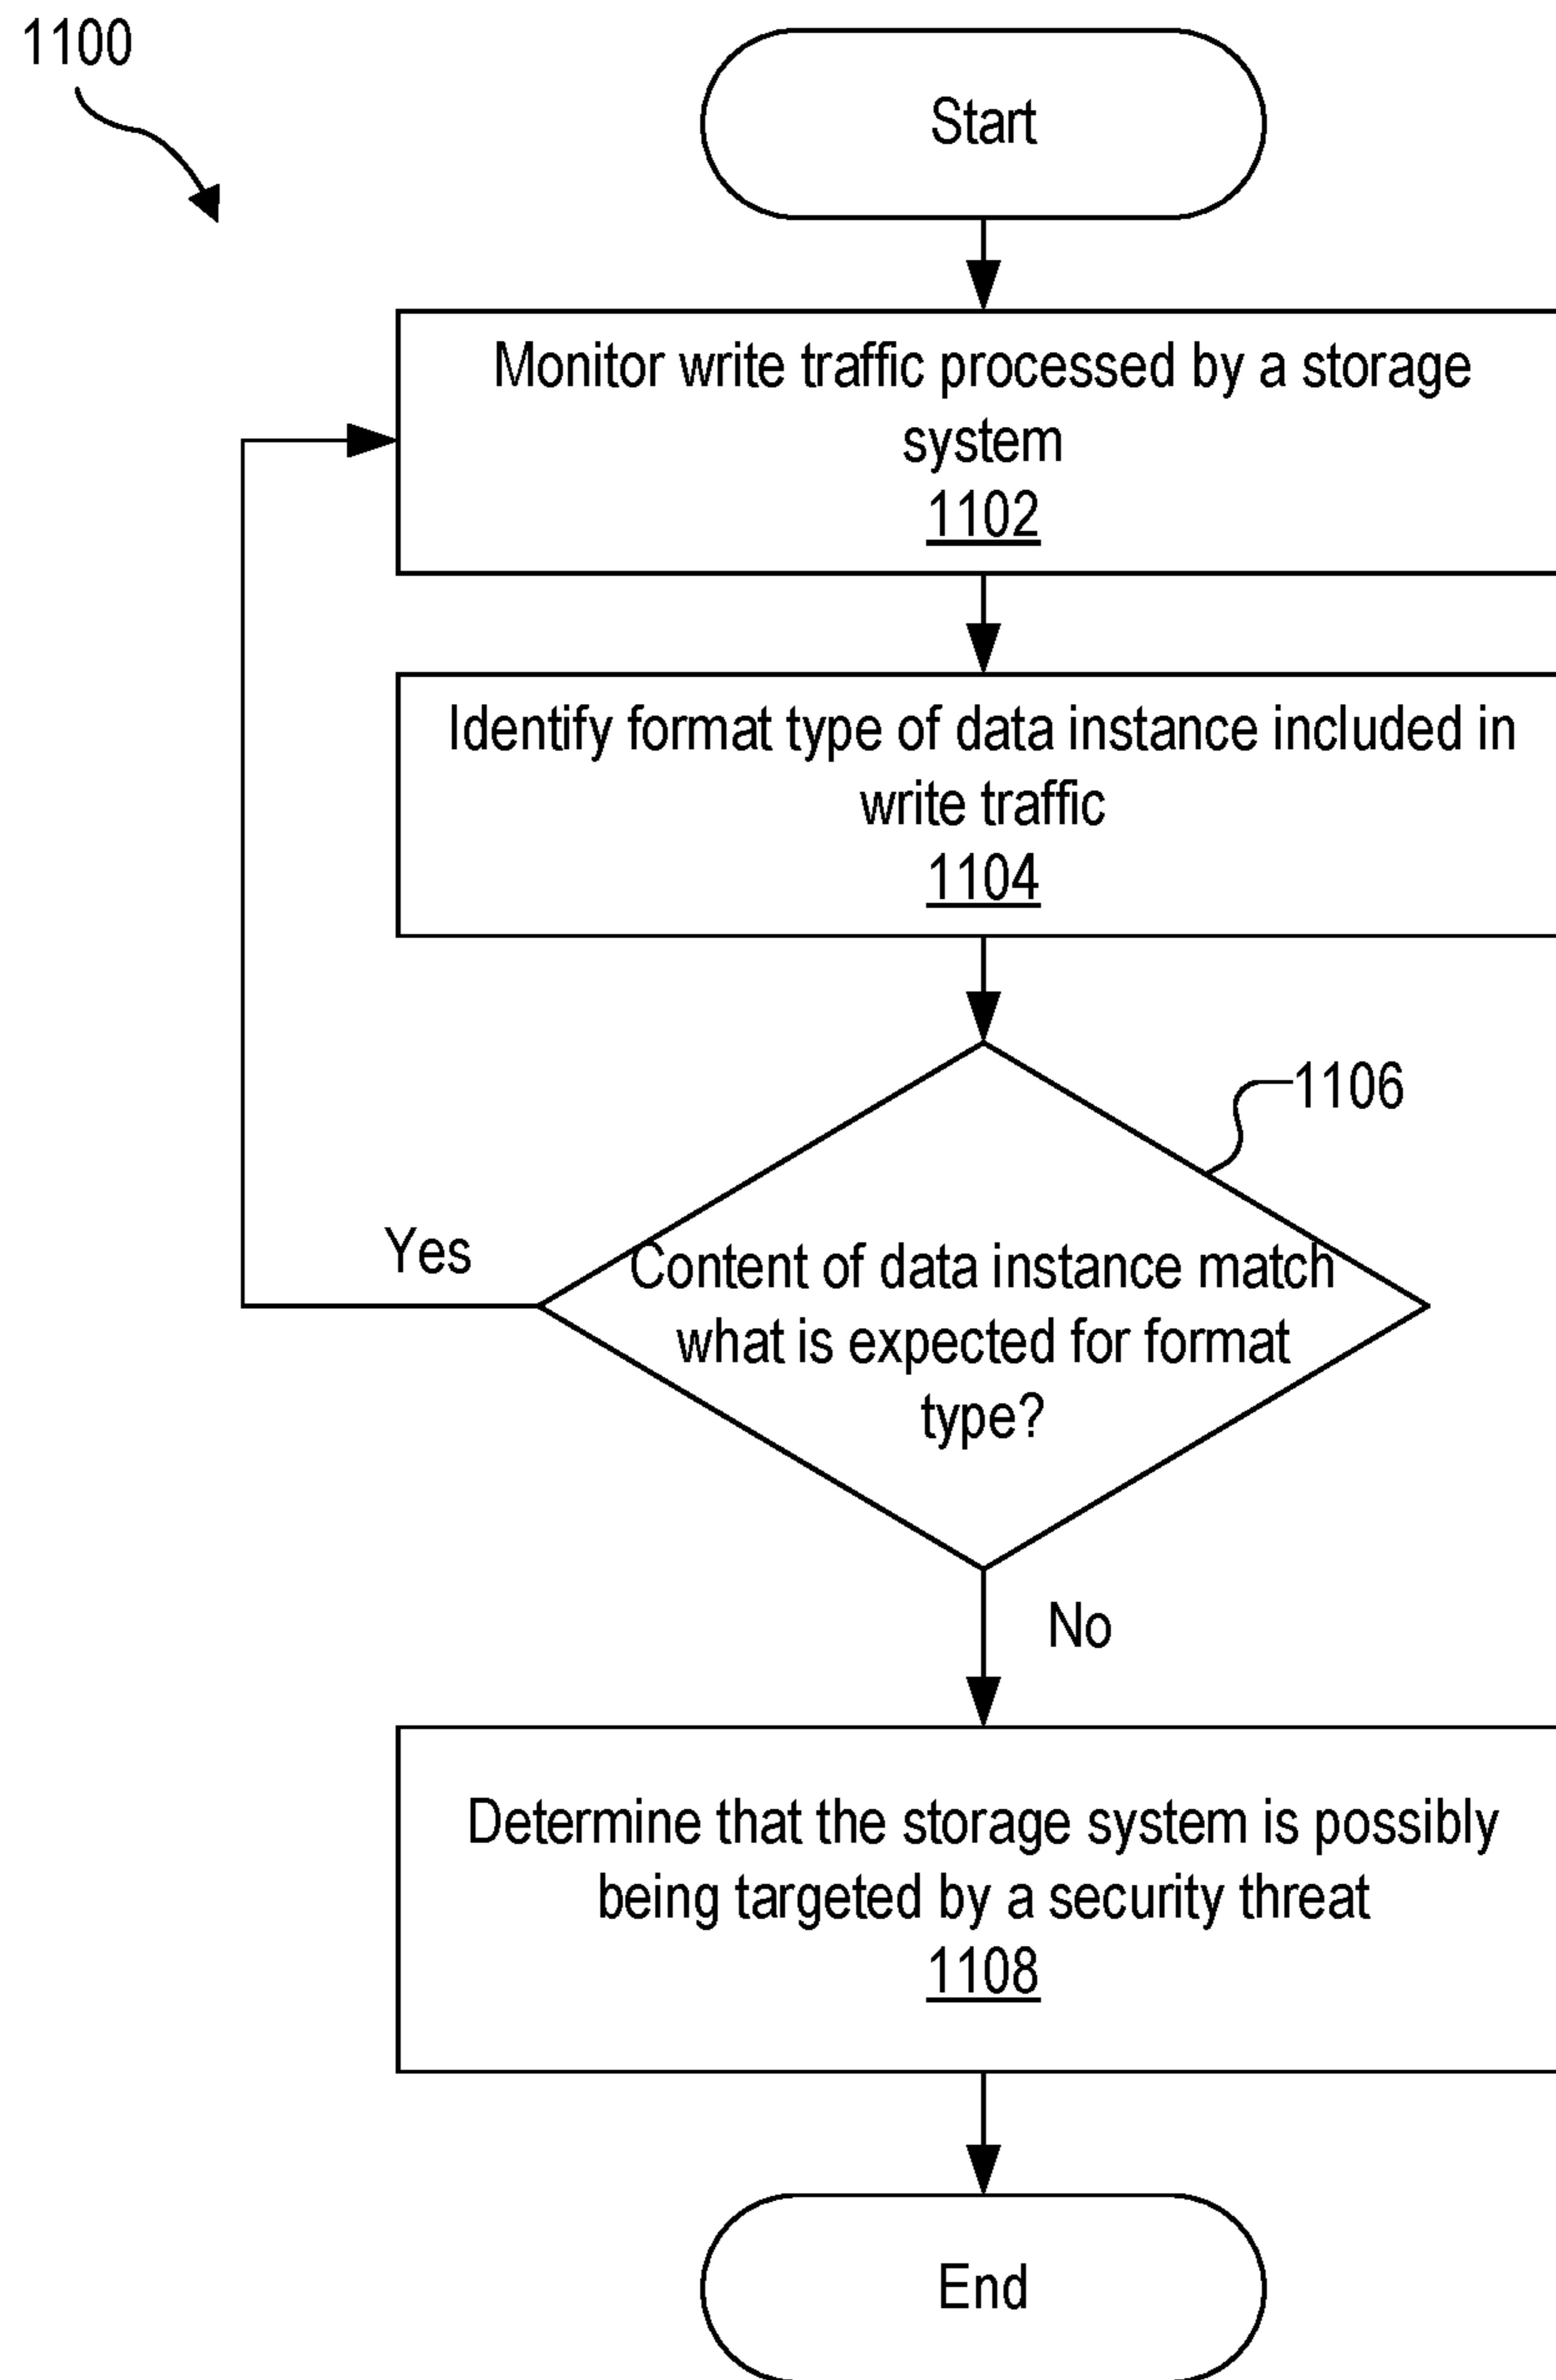 1100
Start
Monitor write traffic processed by a storage
system
1102
Identify format type of data instance included in
write traffic
1104
1106
Yes
Content of data instance match
what is expected for format
type?
No
Determine that the storage system is possibly
being targeted by a security threat
1108
End